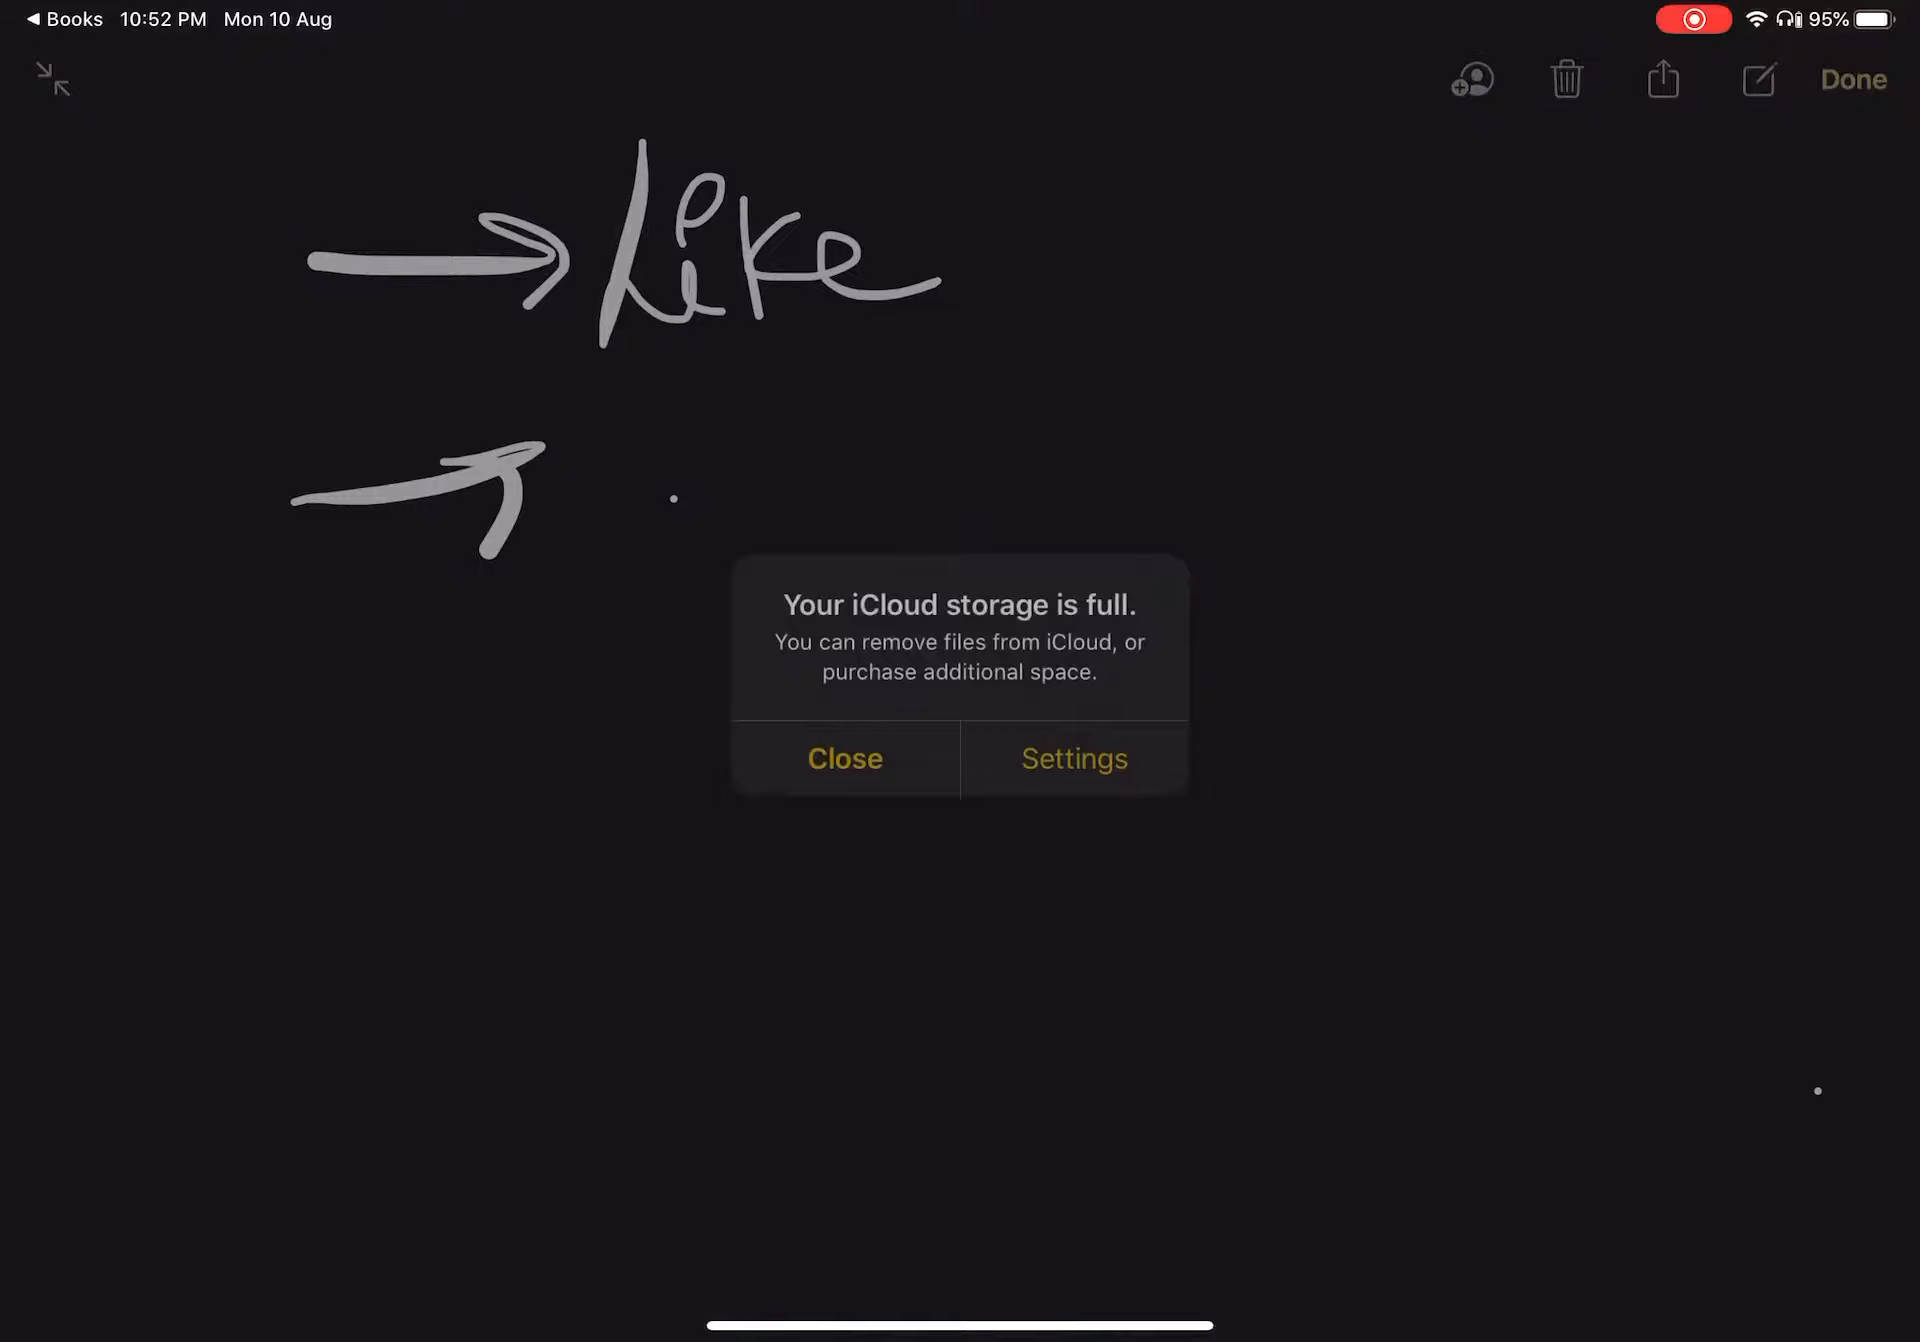 Books 10:52 PM Mon 10 Aug 95%
Done
Like
Your iCloud storage is full.
You can remove files from iCloud, or
purchase additional space.
Close Settings